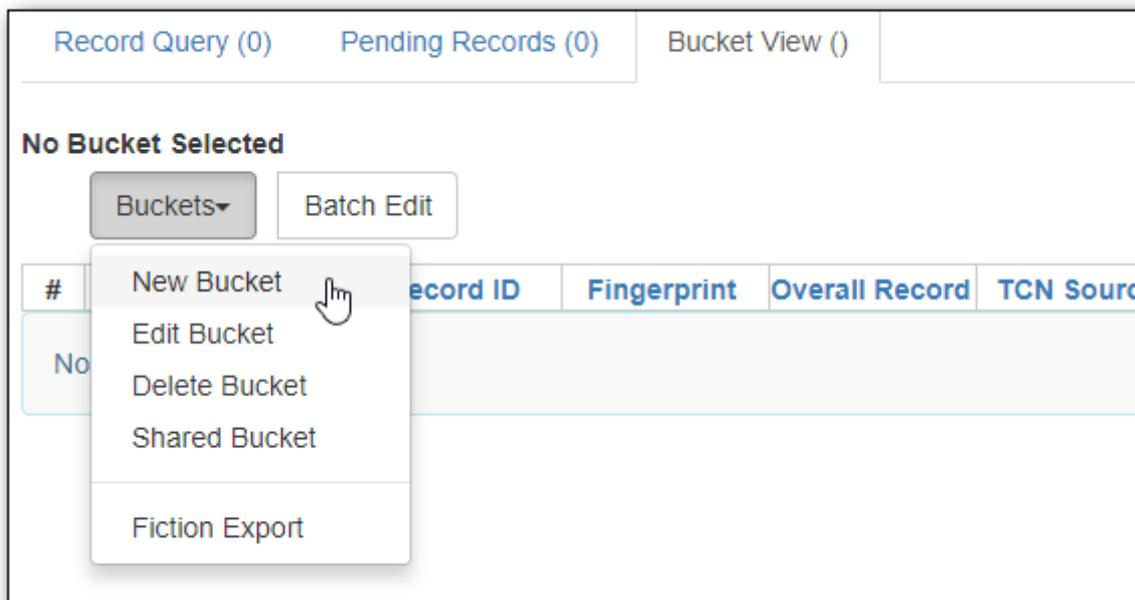 Record Query (0) Pending Records (0) Bucket View ()
No Bucket Selected
Buckets Batch Edit
# ecord ID Fingerprint Overall Record TCN Sourc
New Bucket
No
Edit Bucket
Delete Bucket
Shared Bucket
Fiction Export